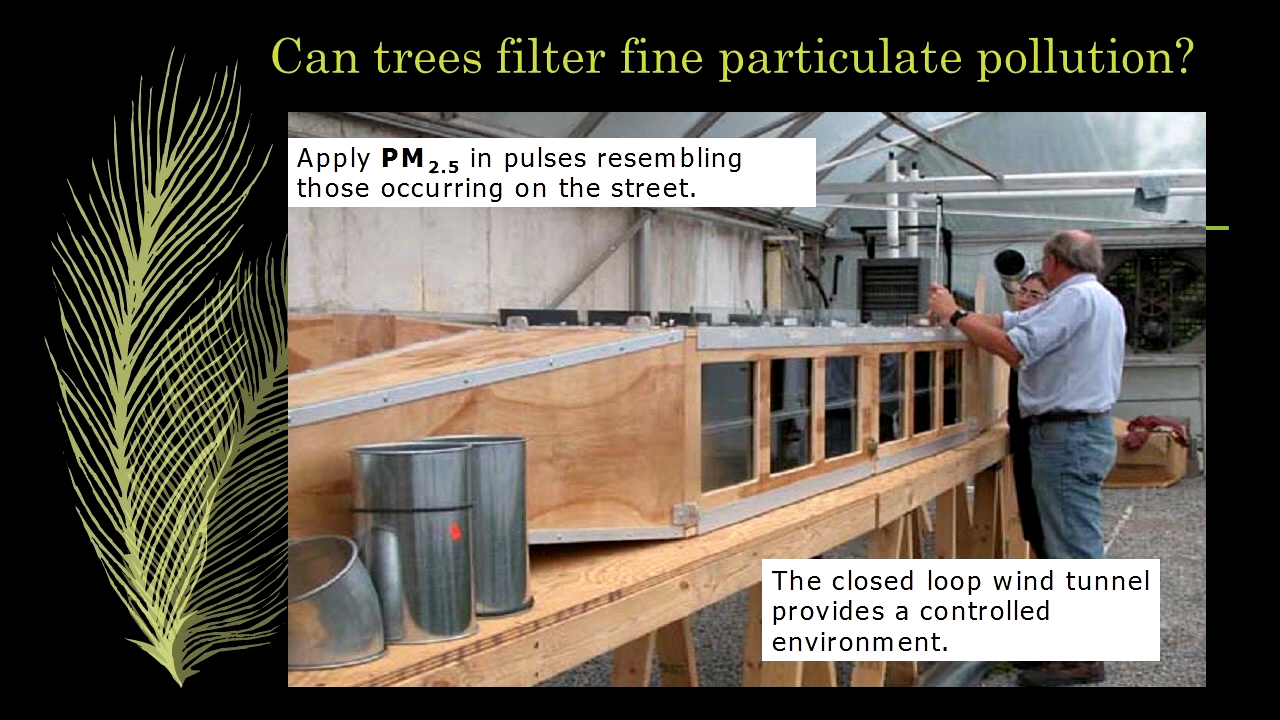 Can trees filter fine particulate pollution?
Apply PM2.5 in pulses resembling
those occurring on the street.
The closed loop wind tunnel
provides a controlled
environment.